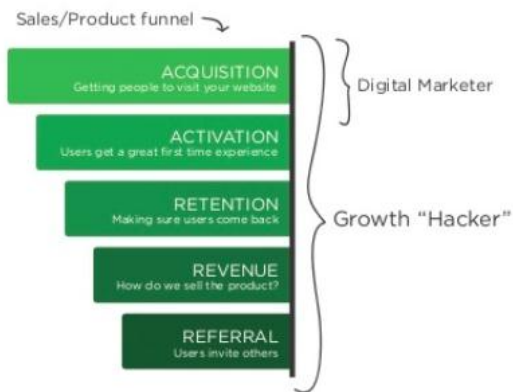 Sales/Product funnel
ACQUISITION
Getting people to visit your website
Digital Marketer
ACTIVATION
Users get a great first time experience
RETENTION
Making sure users come back
Growth “Hacker”
REVENUE
How do we sell the product?
REFERRAL
Users invite others